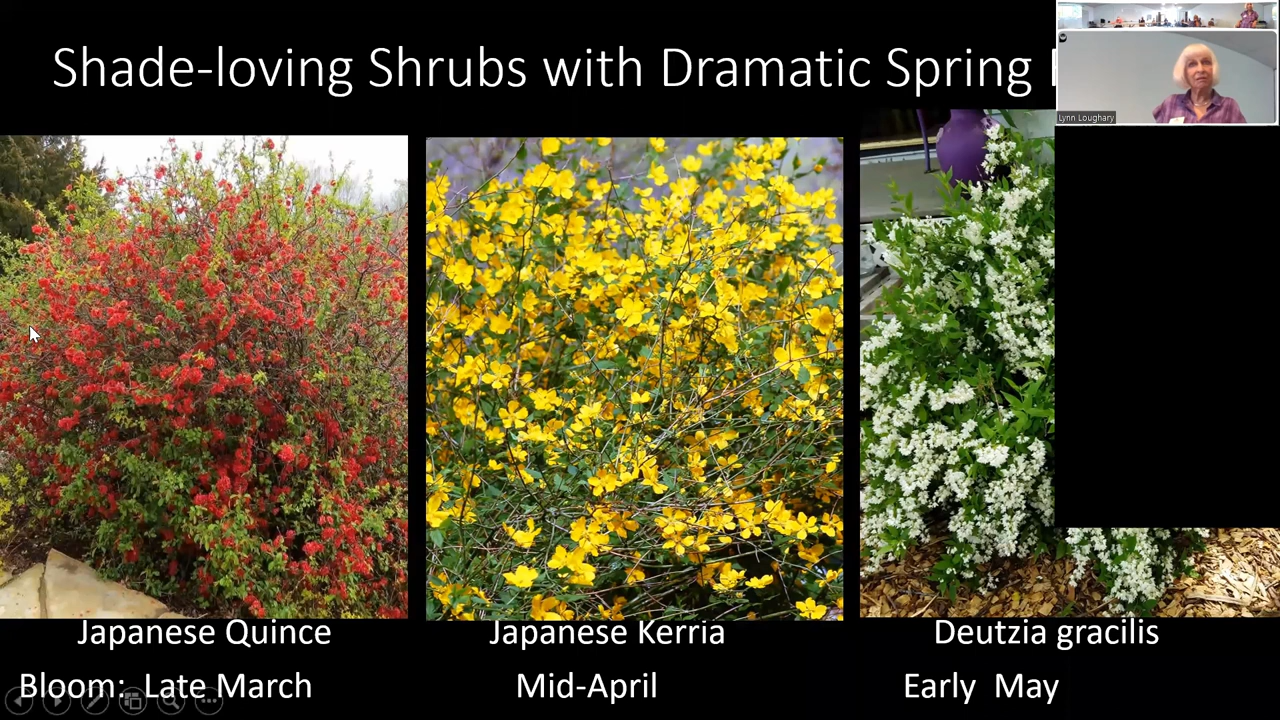 Shade-loving Shrubs with Dramatic Spring
Lynn Loughary
Japanese Quince
Japanese Kerria
Deutzia gracilis
Bloom: Late March
Mid-April
Early May